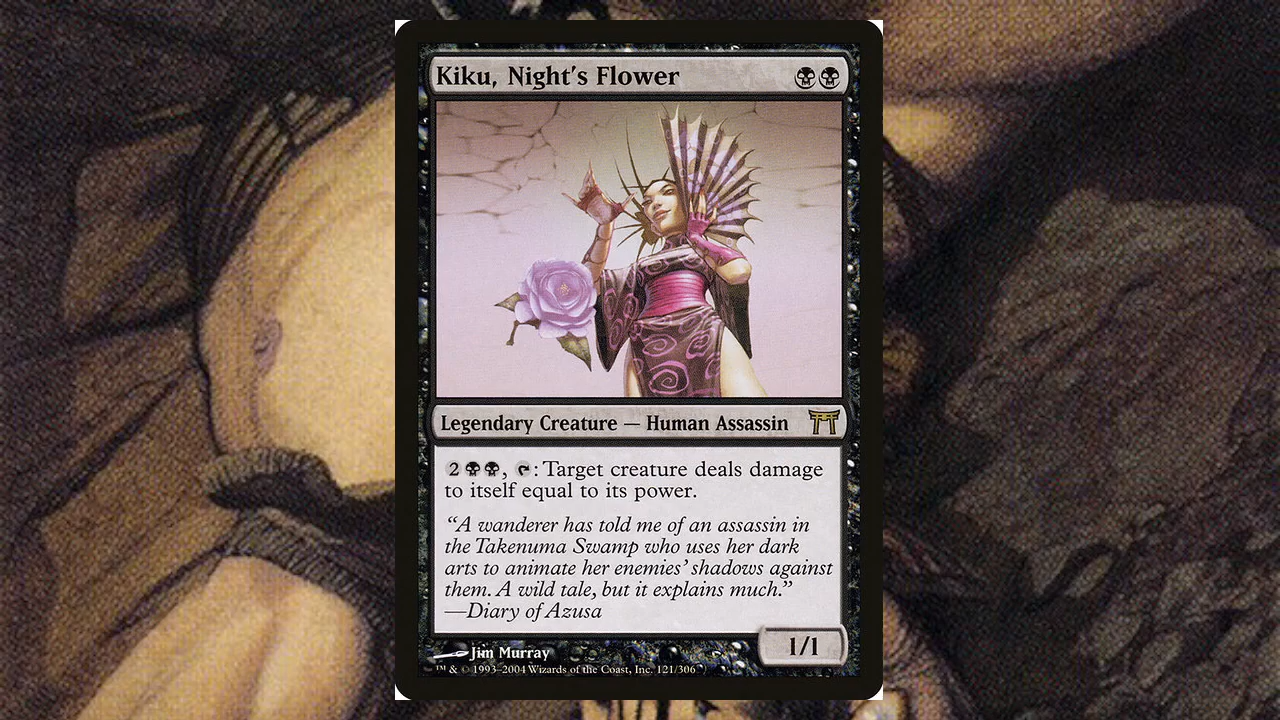 Kiku, Night's Flower
Legendary Creature — Human Assassin
2, : Target creature deals damage
to itself equal to its power.
“A wanderer has told me of an assassin in
the Takenuma Swamp who uses her dark
arts to animate her enemies’ shadows against
them. A wild tale, but it explains much.”
—Diary of Azusa
1/1
Jim Murray
™ & © 1993–2004 Wizards of the Coast, Inc. 121/306